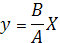 y = B/A X